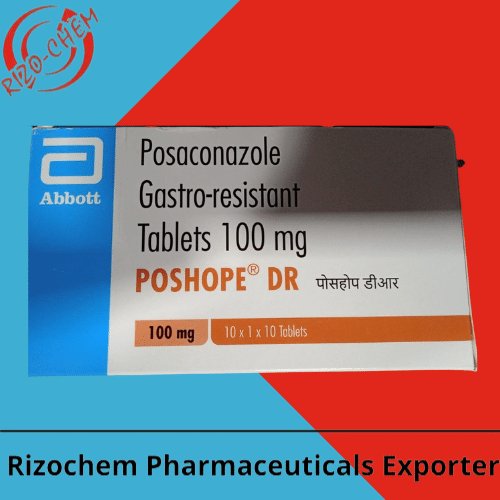 RIZO-CHEM
Abbott
Posaconazole
Gastro-resistant
Tablets 100 mg
POSHOPE® DR पोसहोप डीआर
100 mg 10 x 1 x 10 Tablets
Rizochem Pharmaceuticals Exporter